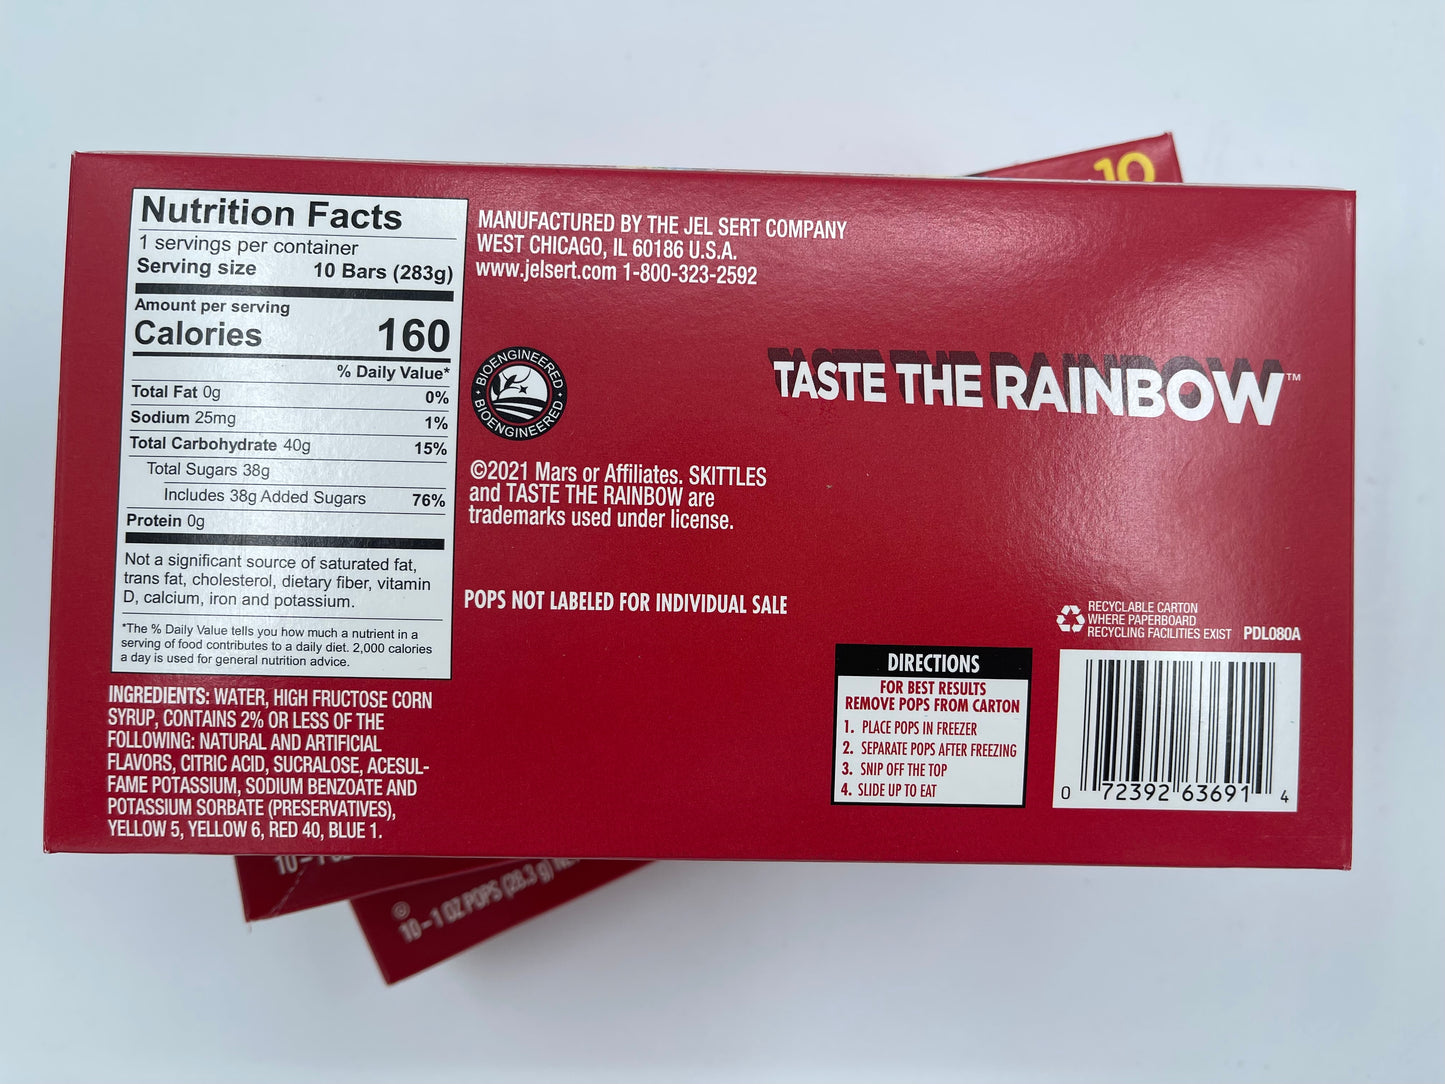 10
Nutrition Facts
1 servings per container
Serving size 10 Bars (283g)
Amount per serving
Calories 160
% Daily Value*
Total Fat 0g 0%
Sodium 25mg 1%
Total Carbohydrate 40g 15%
Total Sugars 38g
Includes 38g Added Sugars 76%
Protein 0g
Not a significant source of saturated fat,
trans fat, cholesterol, dietary fiber, vitamin
D, calcium, iron and potassium.
*The % Daily Value tells you how much a nutrient in a
serving of food contributes to a daily diet. 2,000 calories
a day is used for general nutrition advice.
INGREDIENTS: WATER, HIGH FRUCTOSE CORN
SYRUP, CONTAINS 2% OR LESS OF THE
FOLLOWING: NATURAL AND ARTIFICIAL
FLAVORS, CITRIC ACID, SUCRALOSE, ACESUL-
FAME POTASSIUM, SODIUM BENZOATE AND
POTASSIUM SORBATE (PRESERVATIVES),
YELLOW 5, YELLOW 6, RED 40, BLUE 1.
MANUFACTURED BY THE JEL SERT COMPANY
WEST CHICAGO, IL 60186 U.S.A.
www.jelsert.com 1-800-323-2592
BIOENGINEERED
BIOENGINEERED
©2021 Mars or Affiliates. SKITTLES
and TASTE THE RAINBOW are
trademarks used under license.
POPS NOT LABELED FOR INDIVIDUAL SALE
TASTE THE RAINBOW™
RECYCLABLE CARTON
WHERE PAPERBOARD
RECYCLING FACILITIES EXIST PDL080A
DIRECTIONS
FOR BEST RESULTS
REMOVE POPS FROM CARTON
1. PLACE POPS IN FREEZER
2. SEPARATE POPS AFTER FREEZING
3. SNIP OFF THE TOP
4. SLIDE UP TO EAT
0 72392 63691 4
10 – 1
10 – 1 OZ POPS (28.3 g)